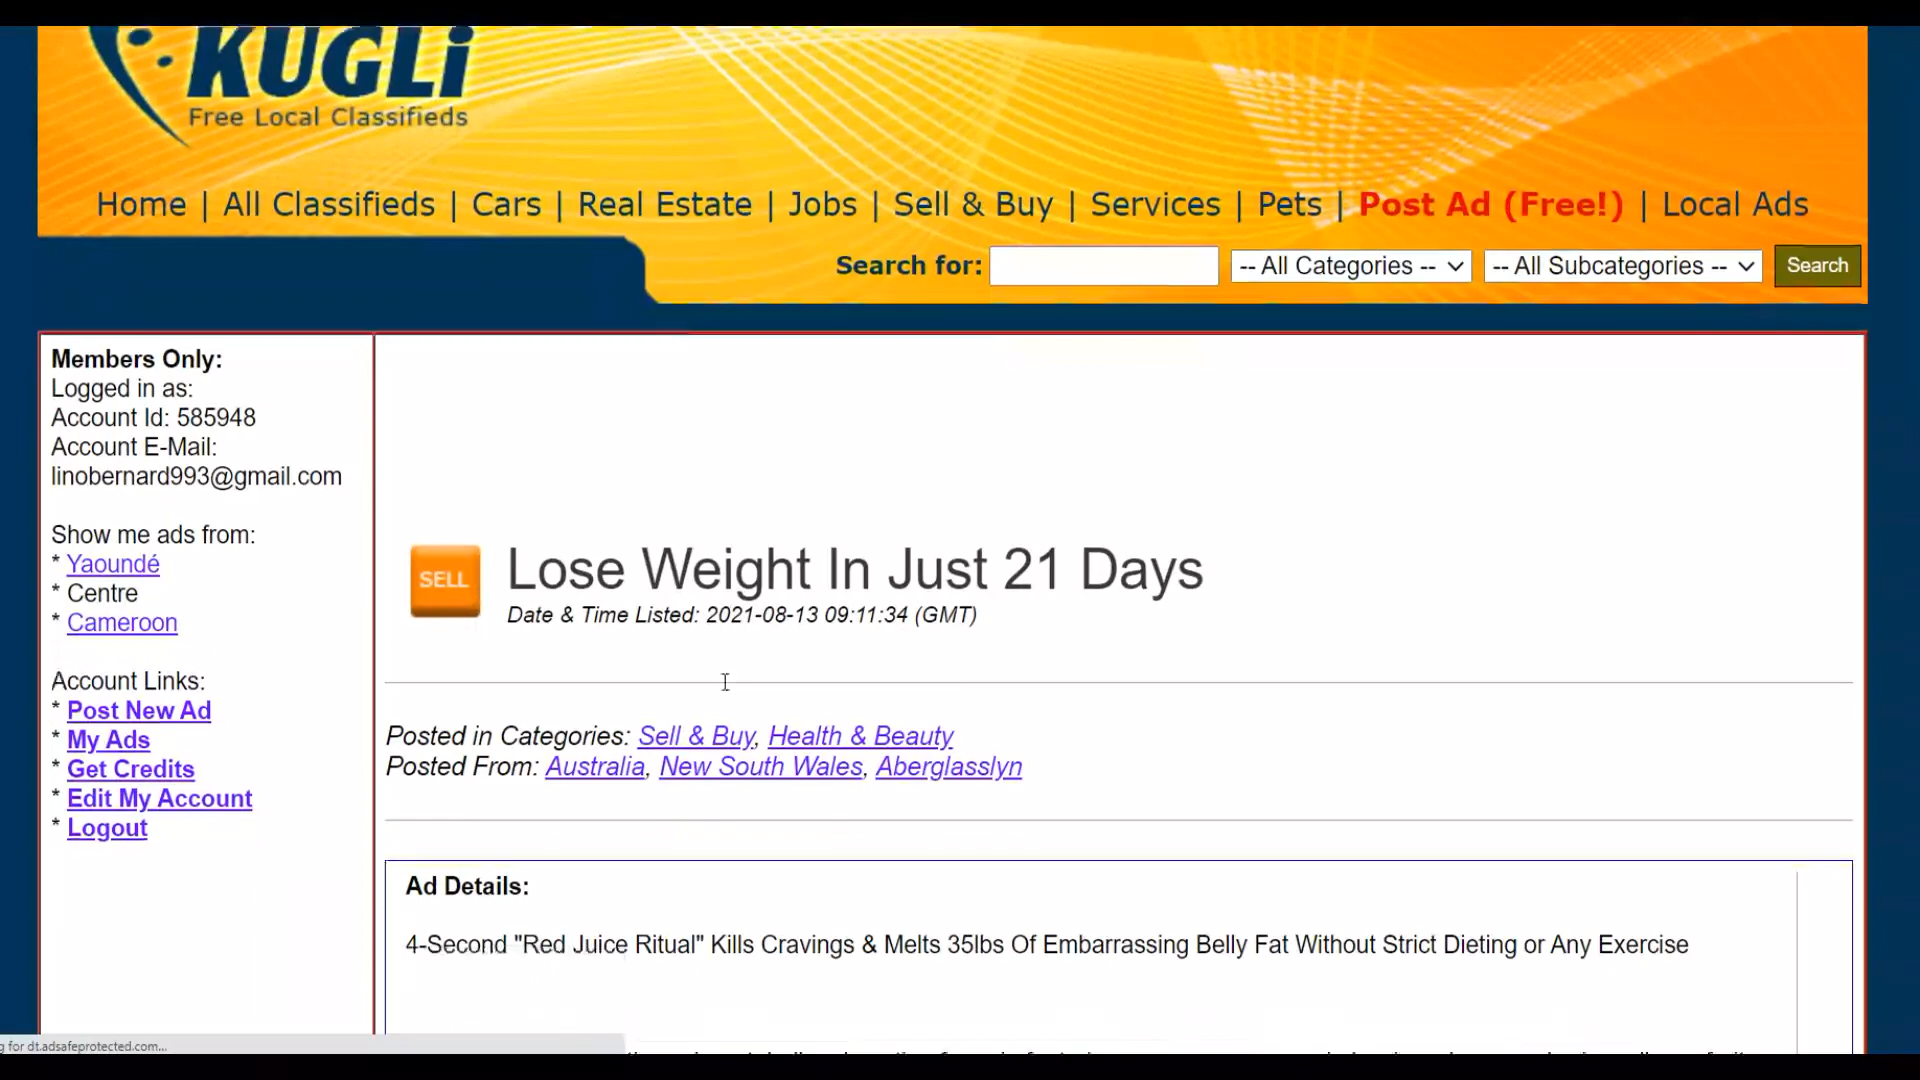 KUGLi
Free Local Classifieds
Home | All Classifieds | Cars | Real Estate | Jobs | Sell & Buy | Services | Pets | Post Ad (Free!) | Local Ads
Search for: -- All Categories -- -- All Subcategories -- Search
Members Only:
Logged in as:
Account Id: 585948
Account E-Mail:
linobernard993@gmail.com
Show me ads from:
* Yaoundé
* Centre
* Cameroon
Account Links:
* Post New Ad
* My Ads
* Get Credits
* Edit My Account
* Logout
SELL
Lose Weight In Just 21 Days
Date & Time Listed: 2021-08-13 09:11:34 (GMT)
Posted in Categories: Sell & Buy, Health & Beauty
Posted From: Australia, New South Wales, Aberglasslyn
Ad Details:
4-Second "Red Juice Ritual" Kills Cravings & Melts 35lbs Of Embarrassing Belly Fat Without Strict Dieting or Any Exercise
g for dt.adsafeprotected.com...